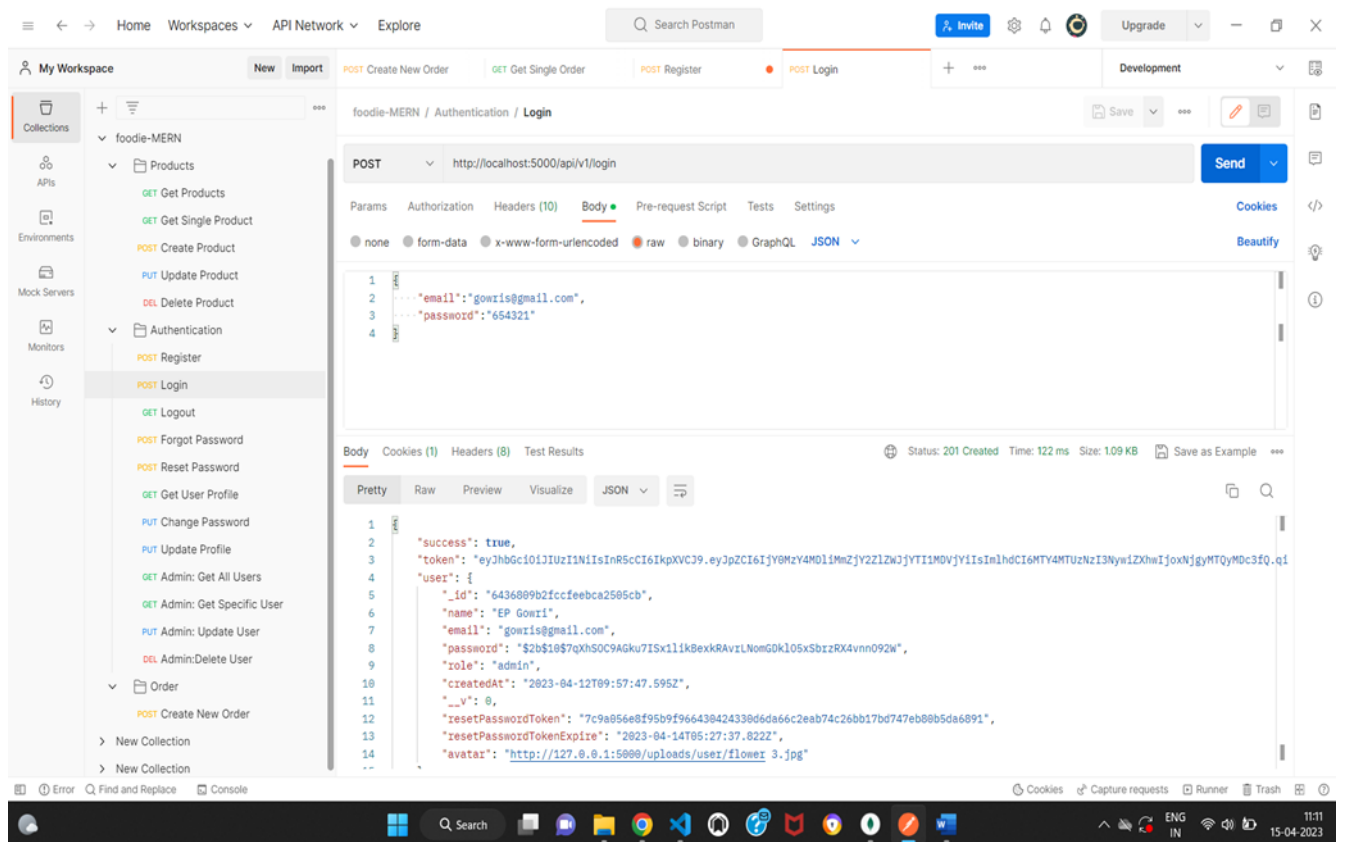 Home Workspaces API Network Explore Search Postman Invite Upgrade
My Workspace New Import POST Create New Order GET Get Single Order POST Register POST Login Development
Collections
APIs
Environments
Mock Servers
Monitors
History
foodie-MERN
Products
GET Get Products
GET Get Single Product
POST Create Product
PUT Update Product
DEL Delete Product
Authentication
POST Register
POST Login
GET Logout
POST Forgot Password
POST Reset Password
GET Get User Profile
PUT Change Password
PUT Update Profile
GET Admin: Get All Users
GET Admin: Get Specific User
PUT Admin: Update User
DEL Admin:Delete User
Order
POST Create New Order
New Collection
New Collection
foodie-MERN / Authentication / Login Save
POST http://localhost:5000/api/v1/login Send
Params Authorization Headers (10) Body Pre-request Script Tests Settings Cookies
none form-data x-www-form-urlencoded raw binary GraphQL JSON Beautify
1 {
2 "email":"gowris@gmail.com",
3 "password":"654321"
4 }
Body Cookies (1) Headers (8) Test Results Status: 201 Created Time: 122 ms Size: 1.09 KB Save as Example
Pretty Raw Preview Visualize JSON
1 {
2 "success": true,
3 "token":
4 "user": {
5 "_id": "6436809b2fccfeebca2505cb",
6 "name": "EP Gowri",
7 "email": "gowris@gmail.com",
8 "password":
9 "role": "admin",
10 "createdAt": "2023-04-12T09:57:47.595Z",
11 "__v": 0,
12 "resetPasswordToken": "7c9a056e8f95b9f966430424330d6da66c2eab74c26bb17bd747eb80b5da6891",
13 "resetPasswordTokenExpire": "2023-04-14T05:27:37.822Z",
14 "avatar": "http://127.0.0.1:5000/uploads/user/flower 3.jpg"
Error Find and Replace Console Cookies Capture requests Runner Trash
Search ENG
IN
11:11
15-04-2023